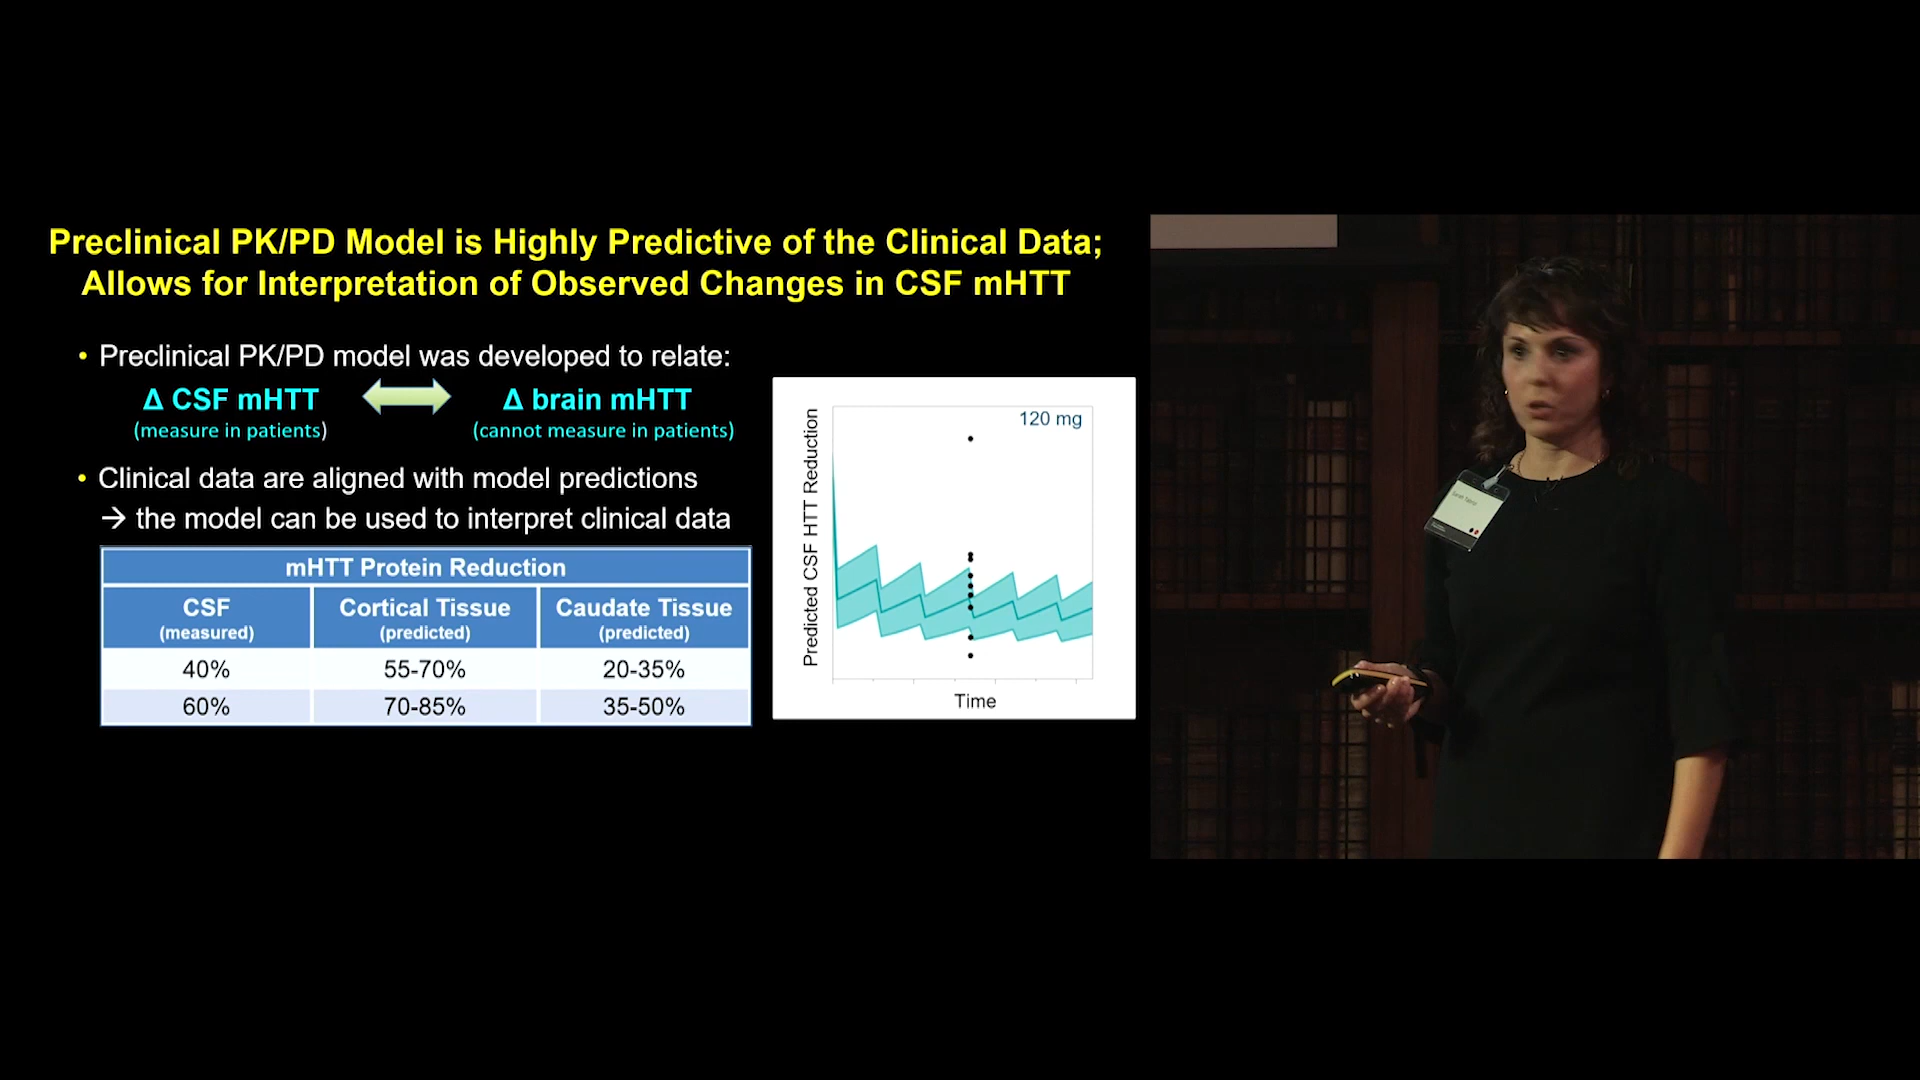 Preclinical PK/PD Model is Highly Predictive of the Clinical Data;
Allows for Interpretation of Observed Changes in CSF mHTT
• Preclinical PK/PD model was developed to relate:
Δ CSF mHTT
Δ brain mHTT
(measure in patients)
(cannot measure in patients)
• Clinical data are aligned with model predictions
→ the model can be used to interpret clinical data
mHTT Protein Reduction
CSF
(measured)
Cortical Tissue
(predicted)
Caudate Tissue
(predicted)
40%
55-70%
20-35%
60%
70-85%
35-50%
120 mg
Predicted CSF HTT Reduction
Time